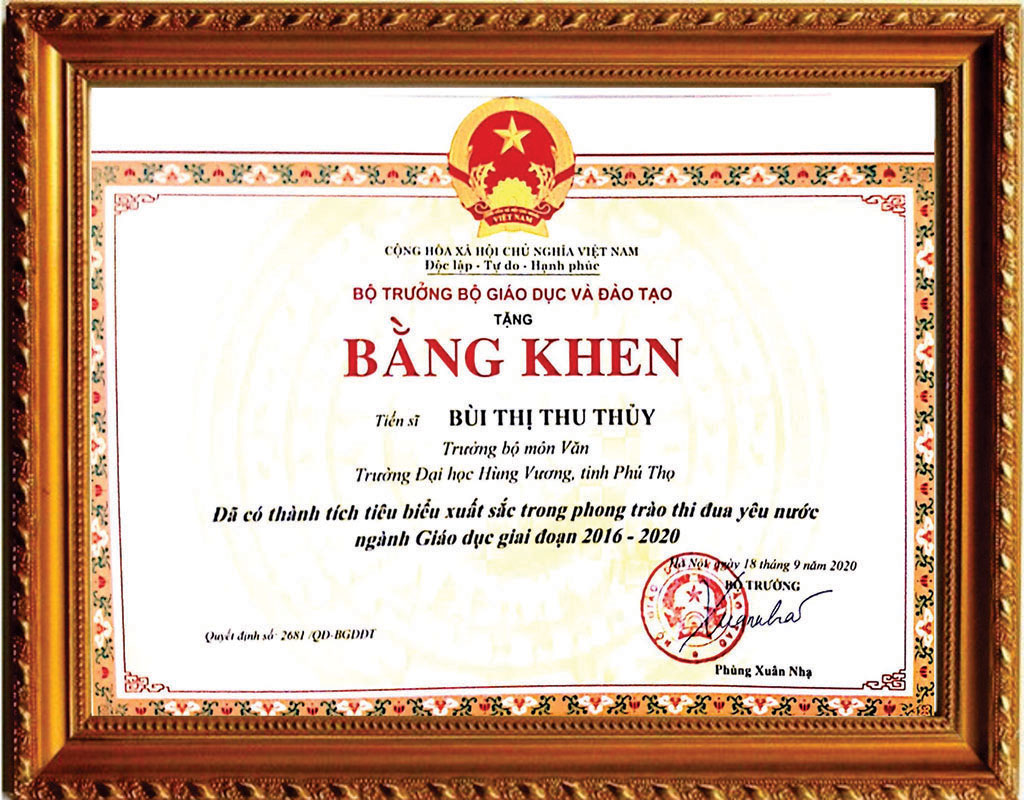 VIỆT NAM
CỘNG HÒA XÃ HỘI CHỦ NGHĨA VIỆT NAM
Độc lập - Tự do - Hạnh phúc
BỘ TRƯỞNG BỘ GIÁO DỤC VÀ ĐÀO TẠO
TẶNG
BẰNG KHEN
Tiến sĩ BÙI THỊ THU THỦY
Trưởng bộ môn Văn
Trường Đại học Hùng Vương, tỉnh Phú Thọ
Đã có thành tích tiêu biểu xuất sắc trong phong trào thi đua yêu nước
ngành Giáo dục giai đoạn 2016 - 2020
Hà Nội, ngày 18 tháng 9 năm 2020
BỘ TRƯỞNG
Quyết định số: 2681 /QĐ-BGDĐT
Phùng Xuân Nhạ